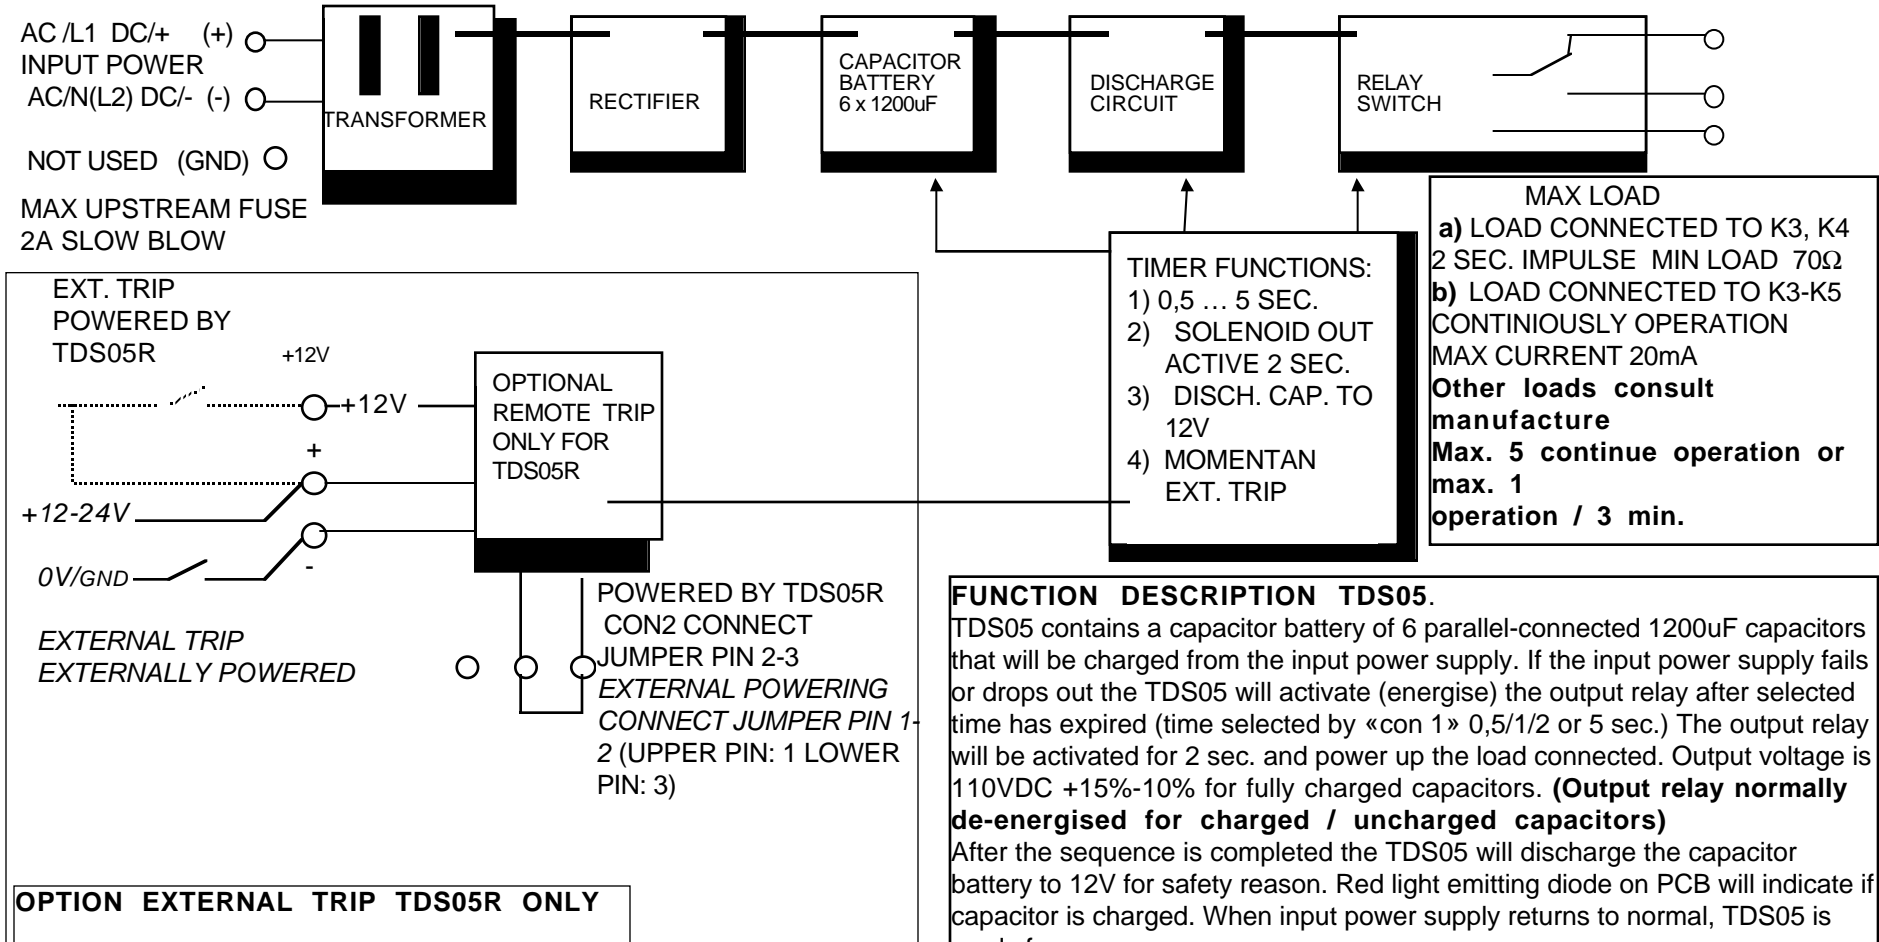 AC /L1 DC/+ (+)
INPUT POWER
AC/N(L2) DC/- (-)
NOT USED (GND)
MAX UPSTREAM FUSE
2A SLOW BLOW
TRANSFORMER
RECTIFIER
CAPACITOR
BATTERY
6 x 1200uF
DISCHARGE
CIRCUIT
RELAY
SWITCH
MAX LOAD
a) LOAD CONNECTED TO K3, K4
2 SEC. IMPULSE MIN LOAD 70Ω
b) LOAD CONNECTED TO K3-K5
CONTINIOUSLY OPERATION
MAX CURRENT 20mA
Other loads consult
manufacture
Max. 5 continue operation or
max. 1
operation / 3 min.
TIMER FUNCTIONS:
1) 0,5 … 5 SEC.
2) SOLENOID OUT
ACTIVE 2 SEC.
3) DISCH. CAP. TO
12V
4) MOMENTAN
EXT. TRIP
EXT. TRIP
POWERED BY
TDS05R
+12V
+12V
+
+12-24V
0V/GND
-
OPTIONAL
REMOTE TRIP
ONLY FOR
TDS05R
EXTERNAL TRIP
EXTERNALLY POWERED
POWERED BY TDS05R
CON2 CONNECT
JUMPER PIN 2-3
EXTERNAL POWERING
CONNECT JUMPER PIN 1-
2 (UPPER PIN: 1 LOWER
PIN: 3)
OPTION EXTERNAL TRIP TDS05R ONLY
FUNCTION DESCRIPTION TDS05.
TDS05 contains a capacitor battery of 6 parallel-connected 1200uF capacitors
that will be charged from the input power supply. If the input power supply fails
or drops out the TDS05 will activate (energise) the output relay after selected
time has expired (time selected by «con 1» 0,5/1/2 or 5 sec.) The output relay
will be activated for 2 sec. and power up the load connected. Output voltage is
110VDC +15%-10% for fully charged capacitors. (Output relay normally
de-energised for charged / uncharged capacitors)
After the sequence is completed the TDS05 will discharge the capacitor
battery to 12V for safety reason. Red light emitting diode on PCB will indicate if
capacitor is charged. When input power supply returns to normal, TDS05 is